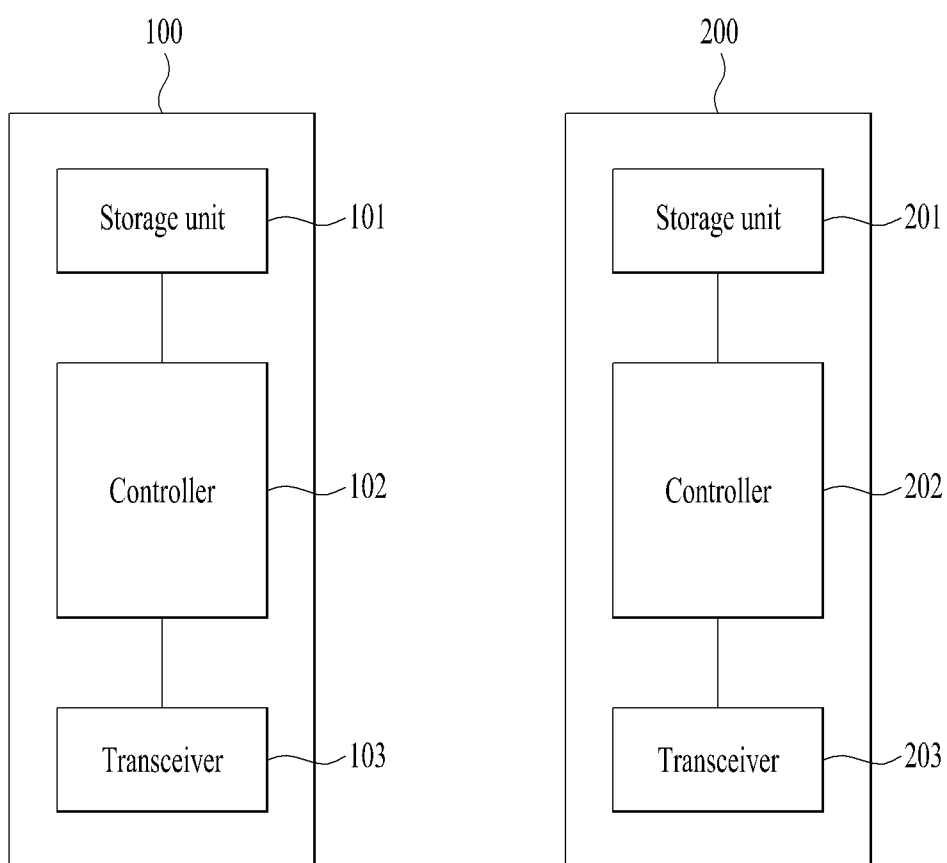 100
200
Storage unit
101
Storage unit
201
Controller
102
Controller
202
Transceiver
103
Transceiver
203